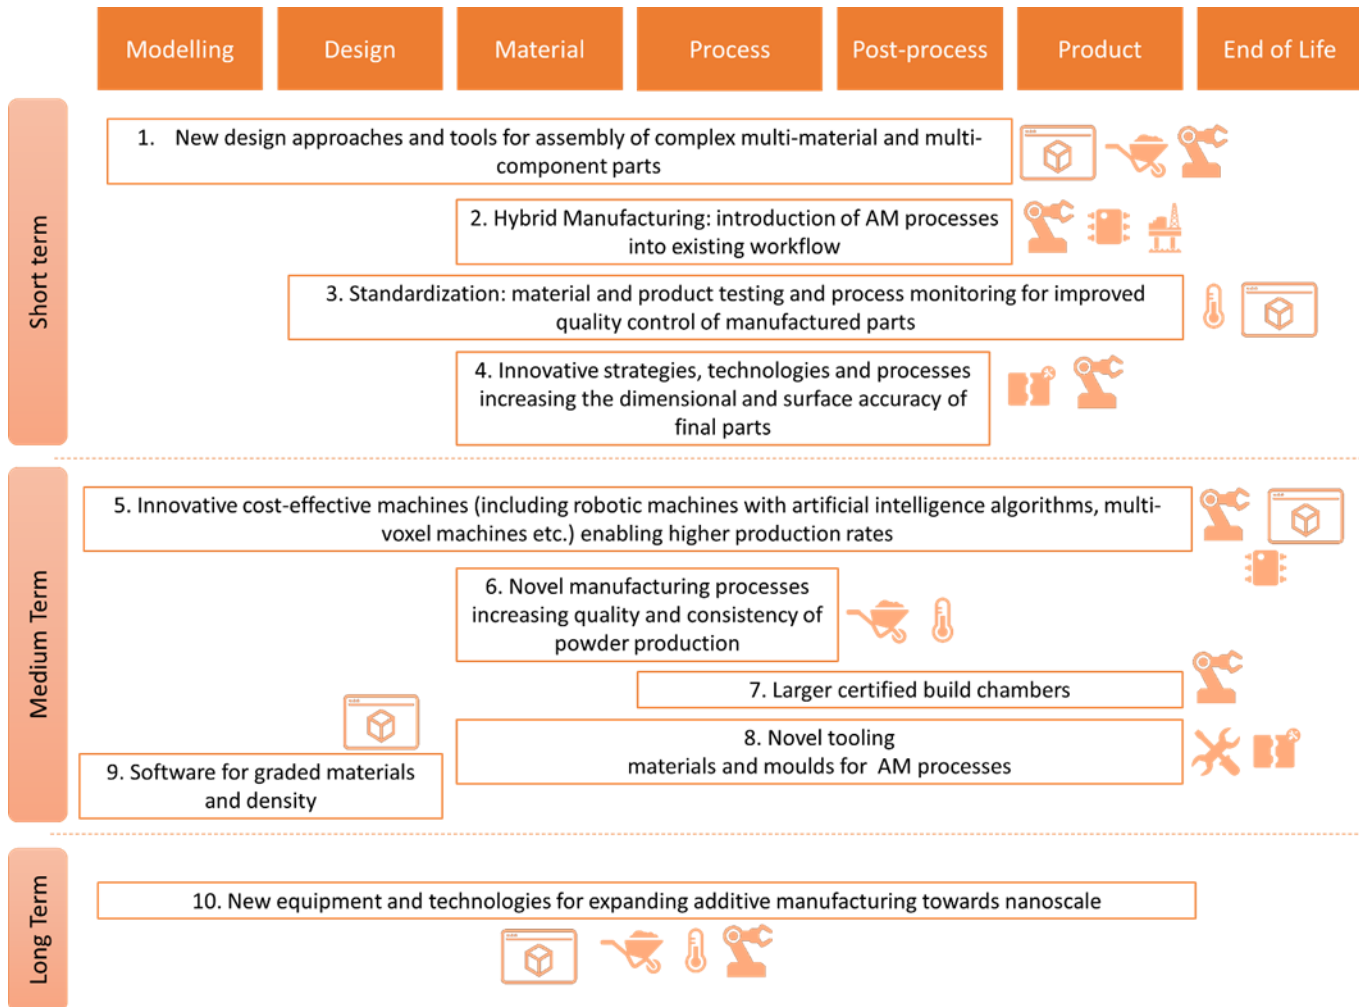 Modelling
Design
Material
Process
Post-process
Product
End of Life
Short term
1. New design approaches and tools for assembly of complex multi-material and multi-
component parts
2. Hybrid Manufacturing: introduction of AM processes
into existing workflow
3. Standardization: material and product testing and process monitoring for improved
quality control of manufactured parts
4. Innovative strategies, technologies and processes
increasing the dimensional and surface accuracy of
final parts
Medium Term
5. Innovative cost-effective machines (including robotic machines with artificial intelligence algorithms, multi-
voxel machines etc.) enabling higher production rates
6. Novel manufacturing processes
increasing quality and consistency of
powder production
7. Larger certified build chambers
8. Novel tooling
materials and moulds for AM processes
9. Software for graded materials
and density
Long Term
10. New equipment and technologies for expanding additive manufacturing towards nanoscale